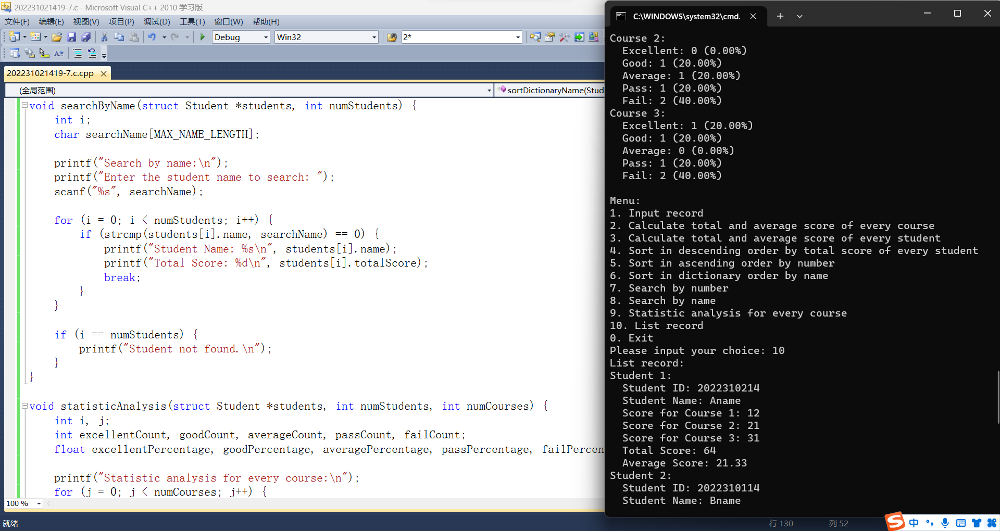 202231021419-7.c - Microsoft Visual C++ 2010 学习版
文件(F) 编辑(E) 视图(V) 项目(P) 调试(D) 工具(T) 窗口(W) 帮助(H)
Debug Win32 2*
202231021419-7.c.cpp
(全局范围) sortDictionaryName(Stud
void searchByName(struct Student *students, int numStudents) {
    int i;
    char searchName[MAX_NAME_LENGTH];
    printf("Search by name:\n");
    printf("Enter the student name to search: ");
    scanf("%s", searchName);
    for (i = 0; i < numStudents; i++) {
        if (strcmp(students[i].name, searchName) == 0) {
            printf("Student Name: %s\n", students[i].name);
            printf("Total Score: %d\n", students[i].totalScore);
            break;
        }
    }
    if (i == numStudents) {
        printf("Student not found.\n");
    }
}
void statisticAnalysis(struct Student *students, int numStudents, int numCourses) {
    int i, j;
    int excellentCount, goodCount, averageCount, passCount, failCount;
    float excellentPercentage, goodPercentage, averagePercentage, passPercentage, failPercen
    printf("Statistic analysis for every course:\n");
    for (j = 0; j < numCourses; j++) {
100 %
就绪
行 130 列 52
C:\WINDOWS\system32\cmd.
Course 2:
  Excellent: 0 (0.00%)
  Good: 1 (20.00%)
  Average: 1 (20.00%)
  Pass: 1 (20.00%)
  Fail: 2 (40.00%)
Course 3:
  Excellent: 1 (20.00%)
  Good: 1 (20.00%)
  Average: 0 (0.00%)
  Pass: 1 (20.00%)
  Fail: 2 (40.00%)
Menu:
1. Input record
2. Calculate total and average score of every course
3. Calculate total and average score of every student
4. Sort in descending order by total score of every student
5. Sort in ascending order by number
6. Sort in dictionary order by name
7. Search by number
8. Search by name
9. Statistic analysis for every course
10. List record
0. Exit
Please input your choice: 10
List record:
Student 1:
  Student ID: 2022310214
  Student Name: Aname
  Score for Course 1: 12
  Score for Course 2: 21
  Score for Course 3: 31
  Total Score: 64
  Average Score: 21.33
Student 2:
  Student ID: 2022310114
  Student Name: Bname
中